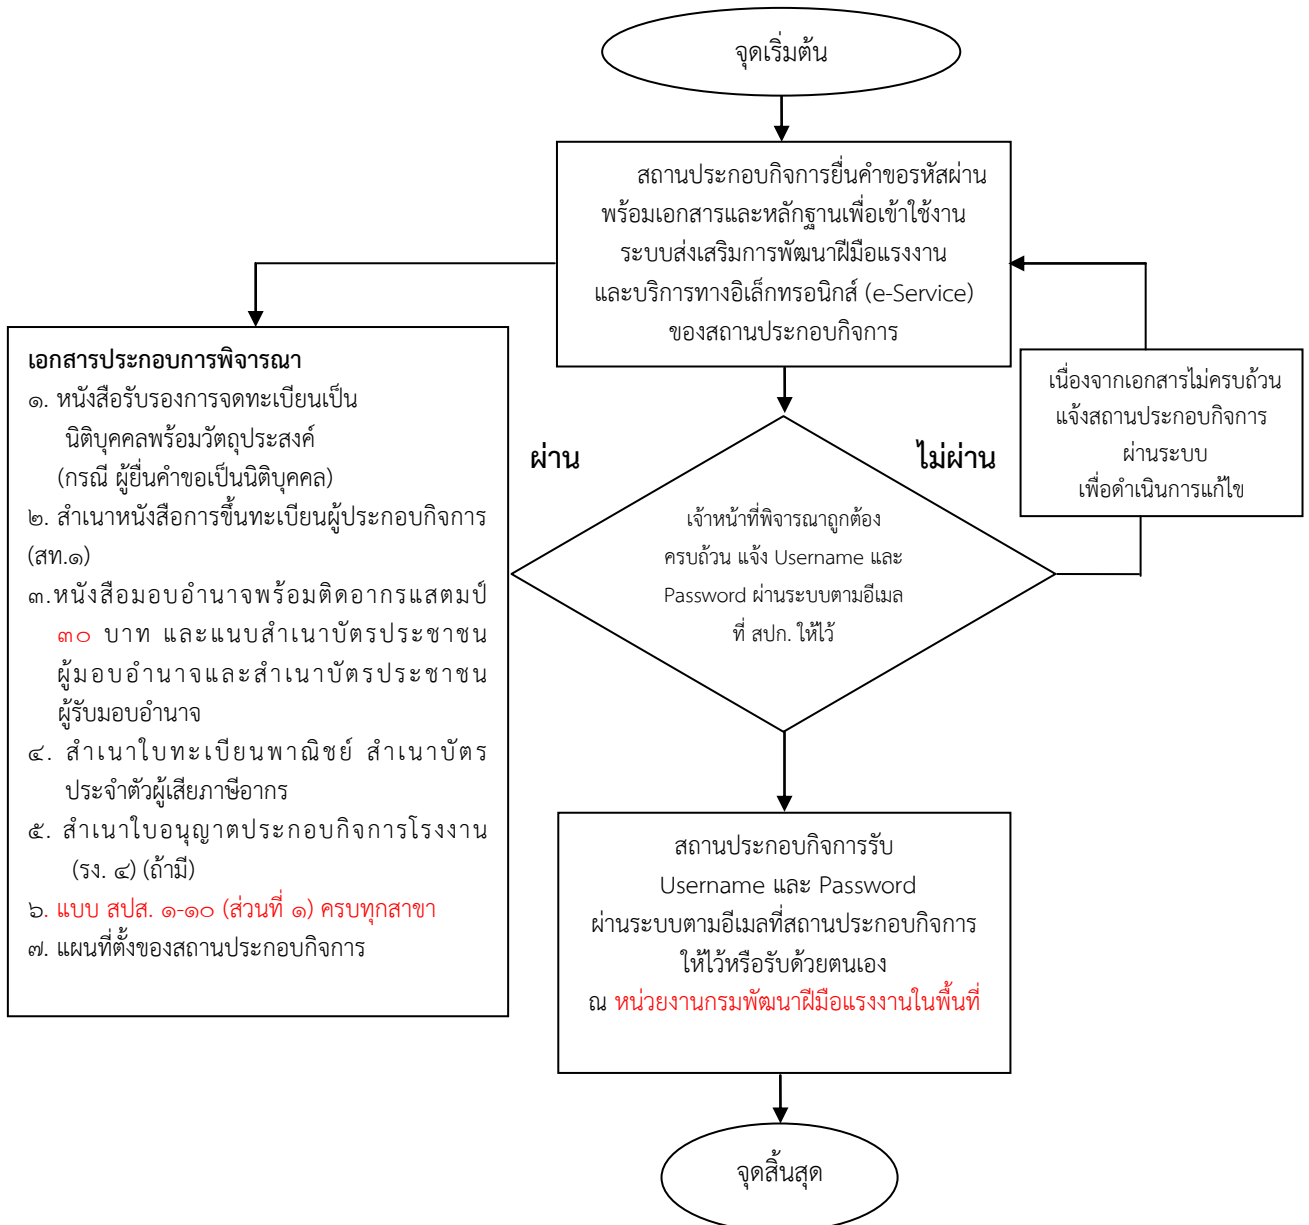 จุดเริ่มต้น
สถานประกอบกิจการยื่นคำขอรหัสผ่าน
พร้อมเอกสารและหลักฐานเพื่อเข้าใช้งาน
ระบบส่งเสริมการพัฒนาฝีมือแรงงาน
และบริการทางอิเล็กทรอนิกส์ (e-Service)
ของสถานประกอบกิจการ
เอกสารประกอบการพิจารณา
๑. หนังสือรับรองการจดทะเบียนเป็น
นิติบุคคลพร้อมวัตถุประสงค์
(กรณี ผู้ยื่นคำขอเป็นนิติบุคคล)
๒. สำเนาหนังสือการขึ้นทะเบียนผู้ประกอบกิจการ
(สท.๑)
๓.หนังสือมอบอำนาจพร้อมติดอากรแสตมป์
๓๐ บาท และแนบสำเนาบัตรประชาชน
ผู้มอบอำนาจและสำเนาบัตรประชาชน
ผู้รับมอบอำนาจ
๔. สำเนาใบทะเบียนพาณิชย์ สำเนาบัตร
ประจำตัวผู้เสียภาษีอากร
๕. สำเนาใบอนุญาตประกอบกิจการโรงงาน
(รง. ๔) (ถ้ามี)
๖. แบบ สปส. ๑-๑๐ (ส่วนที่ ๑) ครบทุกสาขา
๗. แผนที่ตั้งของสถานประกอบกิจการ
ผ่าน
ไม่ผ่าน
เจ้าหน้าที่พิจารณาถูกต้อง
ครบถ้วน แจ้ง Username และ
Password ผ่านระบบตามอีเมล
ที่ สปก. ให้ไว้
เนื่องจากเอกสารไม่ครบถ้วน
แจ้งสถานประกอบกิจการ
ผ่านระบบ
เพื่อดำเนินการแก้ไข
สถานประกอบกิจการรับ
Username และ Password
ผ่านระบบตามอีเมลที่สถานประกอบกิจการ
ให้ไว้หรือรับด้วยตนเอง
ณ หน่วยงานกรมพัฒนาฝีมือแรงงานในพื้นที่
จุดสิ้นสุด